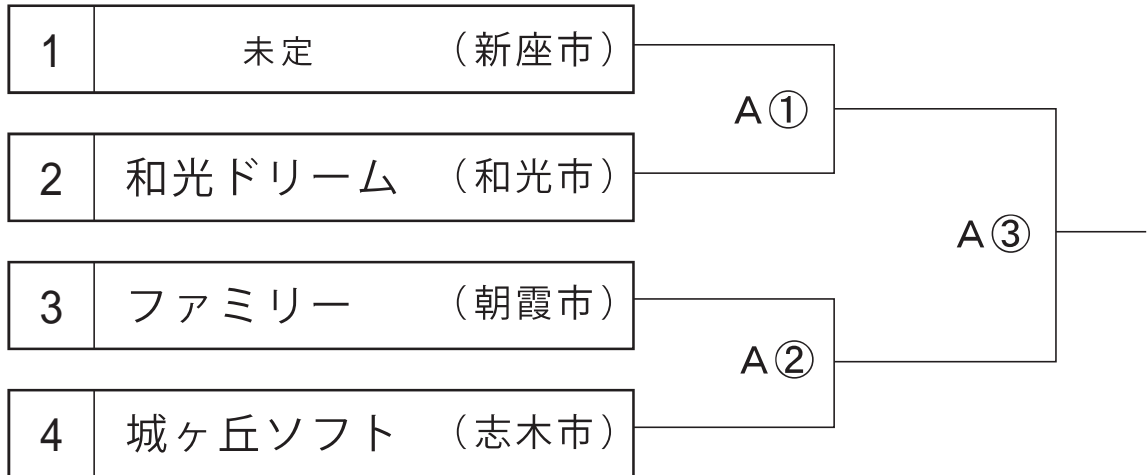 1 未定 （新座市）
A①
2 和光ドリーム （和光市）
A③
3 ファミリー （朝霞市）
A②
4 城ヶ丘ソフト （志木市）